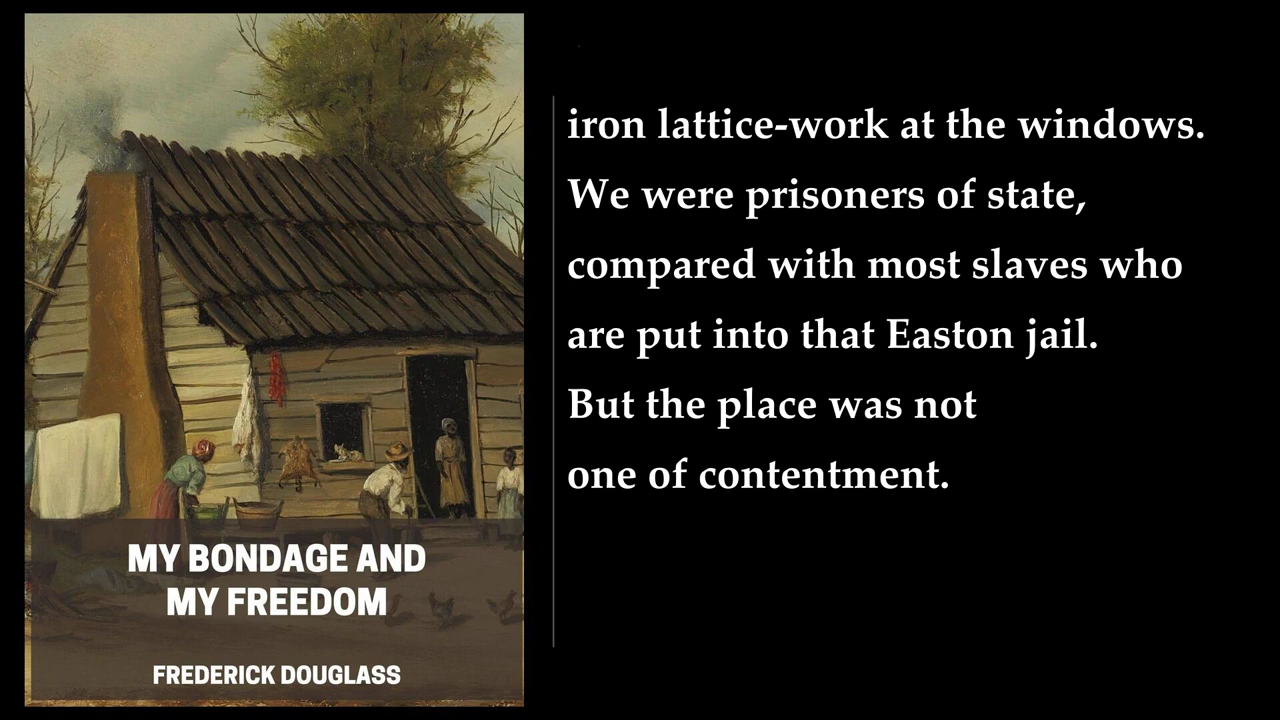 iron lattice-work at the windows.
We were prisoners of state,
compared with most slaves who
are put into that Easton jail.
But the place was not
one of contentment.
MY BONDAGE AND
MY FREEDOM
FREDERICK DOUGLASS